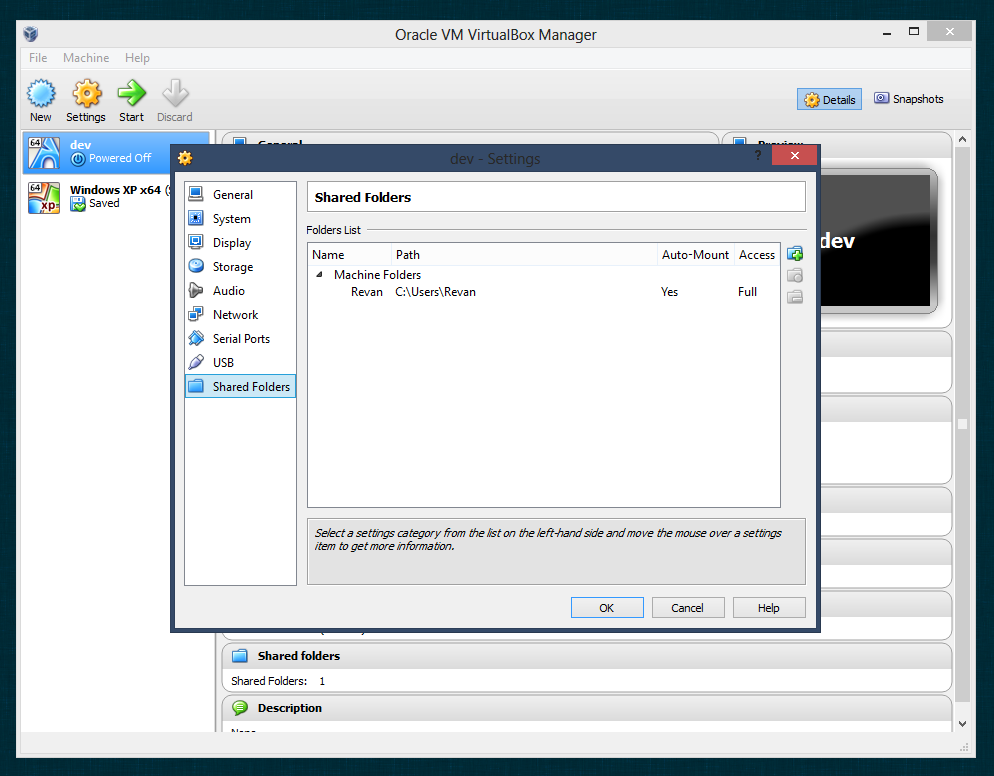 Oracle VM VirtualBox Manager
File Machine Help
New Settings Start Discard
Details Snapshots
64 dev
Powered Off
64 xp Windows XP x64 (
Saved
General
Preview
dev
dev - Settings ?
General
System
Display
Storage
Audio
Network
Serial Ports
USB
Shared Folders
Shared Folders
Folders List
Name Path Auto-Mount Access
Machine Folders
Revan C:\Users\Revan Yes Full
Select a settings category from the list on the left-hand side and move the mouse over a settings
item to get more information.
OK Cancel Help
Shared folders
Shared Folders: 1
Description
None